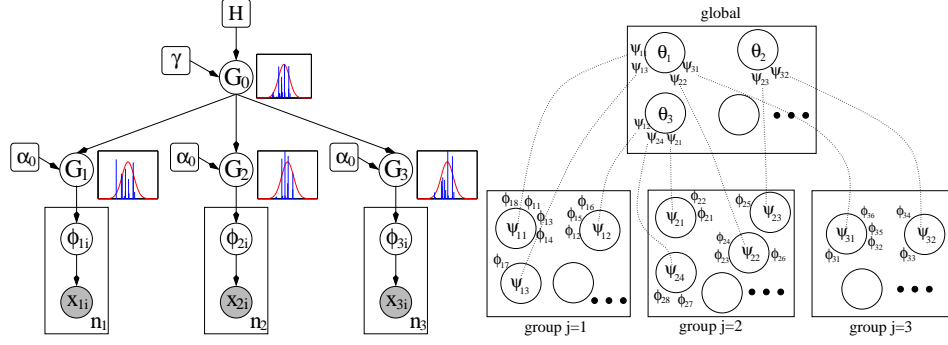 H
γ
G0
α0
G1
α0
G2
α0
G3
ϕ1i
ϕ2i
ϕ3i
x1i
x2i
x3i
n1
n2
n3
global
ψ11
θ1
ψ13
ψ31
ψ22
θ2
ψ23
ψ32
θ3
ψ12
ψ24
ψ21
ϕ18
ϕ11
ψ11
ϕ13
ϕ14
ϕ16
ϕ15
ϕ12
ψ12
ϕ17
ψ13
group j=1
ϕ22
ψ21
ϕ21
ϕ25
ψ23
ϕ24
ϕ23
ψ22
ϕ26
ψ24
ϕ28
ϕ27
group j=2
ϕ36
ψ31
ϕ35
ϕ32
ϕ31
ϕ34
ψ32
ϕ33
group j=3